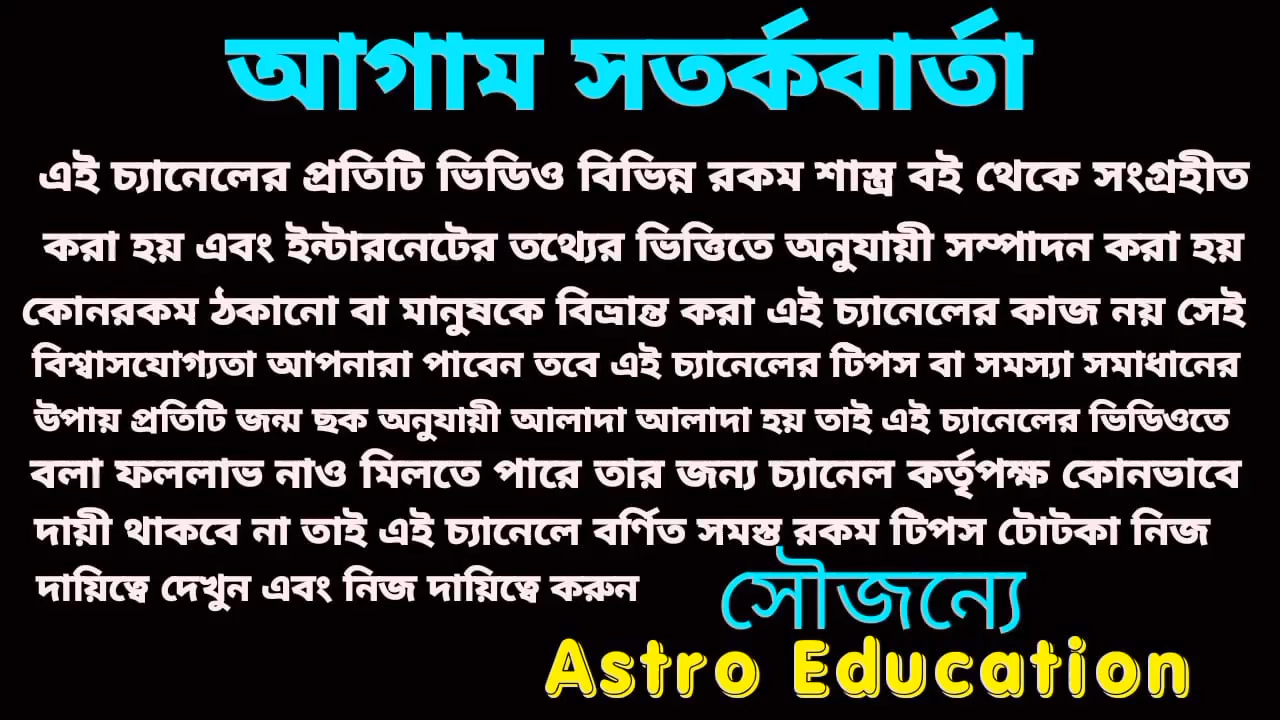 আগাম সতর্কবার্তা
এই চ্যানেলের প্রতিটি ভিডিও বিভিন্ন রকম শাস্ত্র বই থেকে সংগ্রহীত
করা হয় এবং ইন্টারনেটের তথ্যের ভিত্তিতে অনুযায়ী সম্পাদন করা হয়
কোনরকম ঠকানো বা মানুষকে বিভ্রান্ত করা এই চ্যানেলের কাজ নয় সেই
বিশ্বাসযোগ্যতা আপনারা পাবেন তবে এই চ্যানেলের টিপস বা সমস্যা সমাধানের
উপায় প্রতিটি জন্ম ছক অনুযায়ী আলাদা আলাদা হয় তাই এই চ্যানেলের ভিডিওতে
বলা ফললাভ নাও মিলতে পারে তার জন্য চ্যানেল কর্তৃপক্ষ কোনভাবে
দায়ী থাকবে না তাই এই চ্যানেলে বর্ণিত সমস্ত রকম টিপস টোটকা নিজ
দায়িত্বে দেখুন এবং নিজ দায়িত্বে করুন
সৌজন্যে
Astro Education